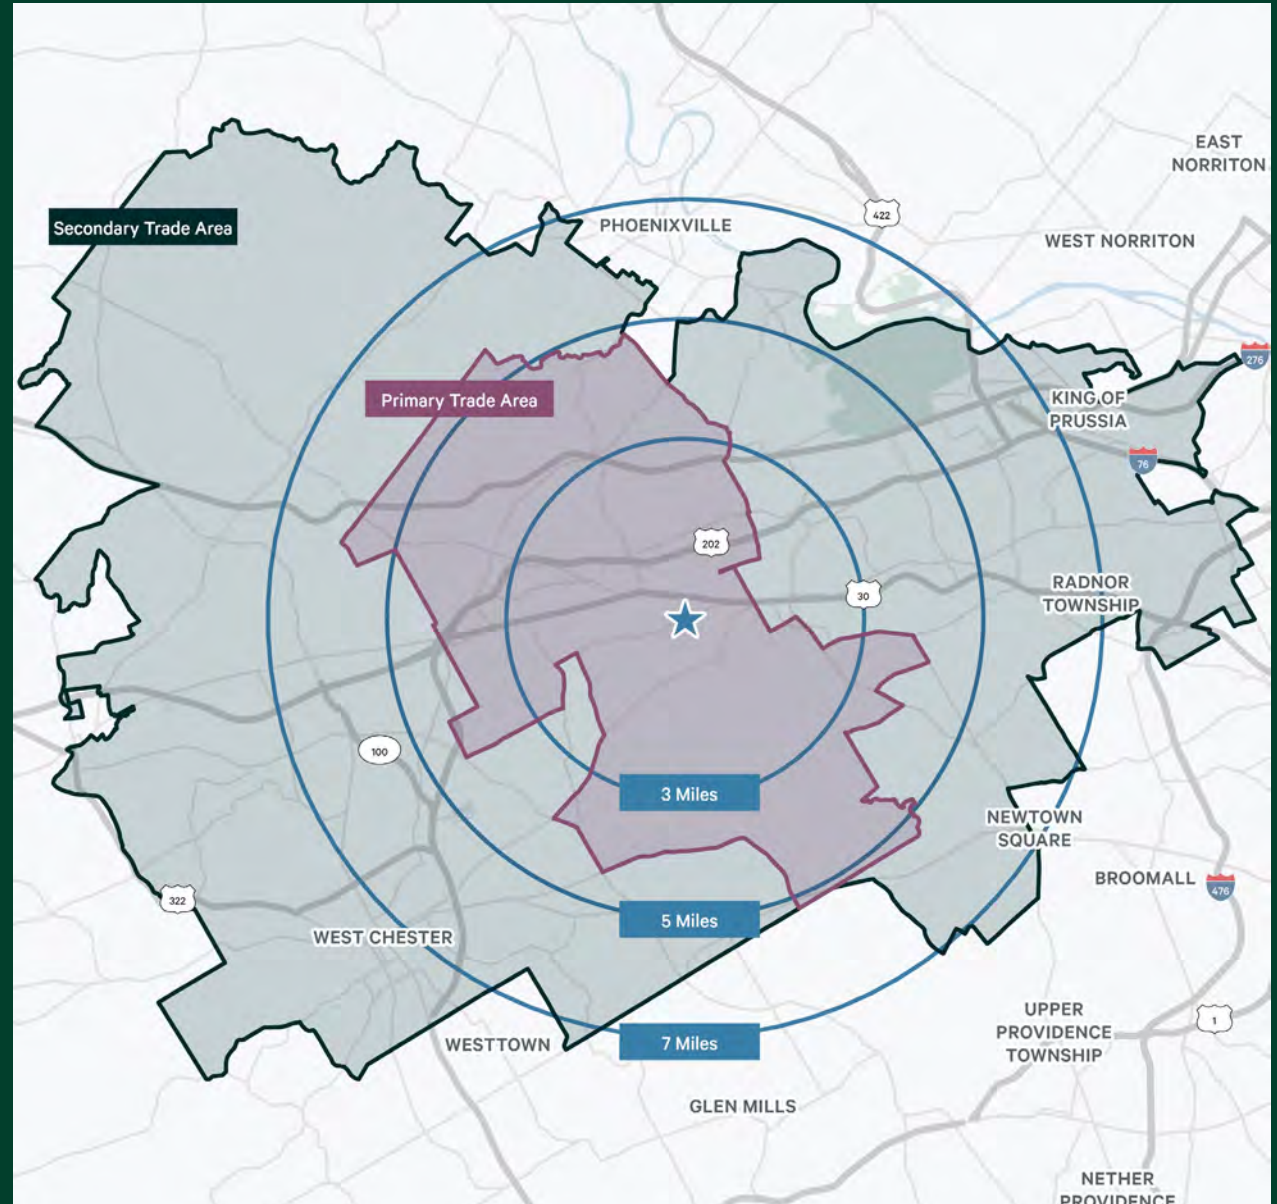 EAST
NORRITON
422
PHOENIXVILLE
Secondary Trade Area
WEST NORRITON
276
Primary Trade Area
KING OF
PRUSSIA
76
202
30
RADNOR
TOWNSHIP
100
3 Miles
NEWTOWN
SQUARE
BROOMALL
476
322
5 Miles
WEST CHESTER
UPPER
PROVIDENCE
TOWNSHIP
1
7 Miles
WESTTOWN
GLEN MILLS
NETHER
PROVIDENCE